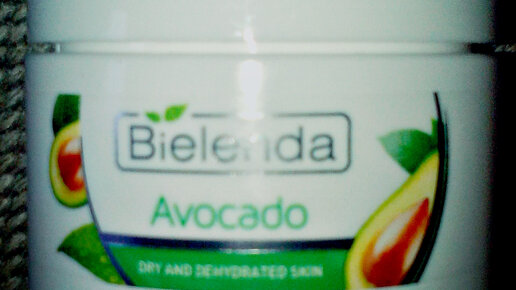 Bielenda
Avocado
DRY AND DEHYDRATED SKIN